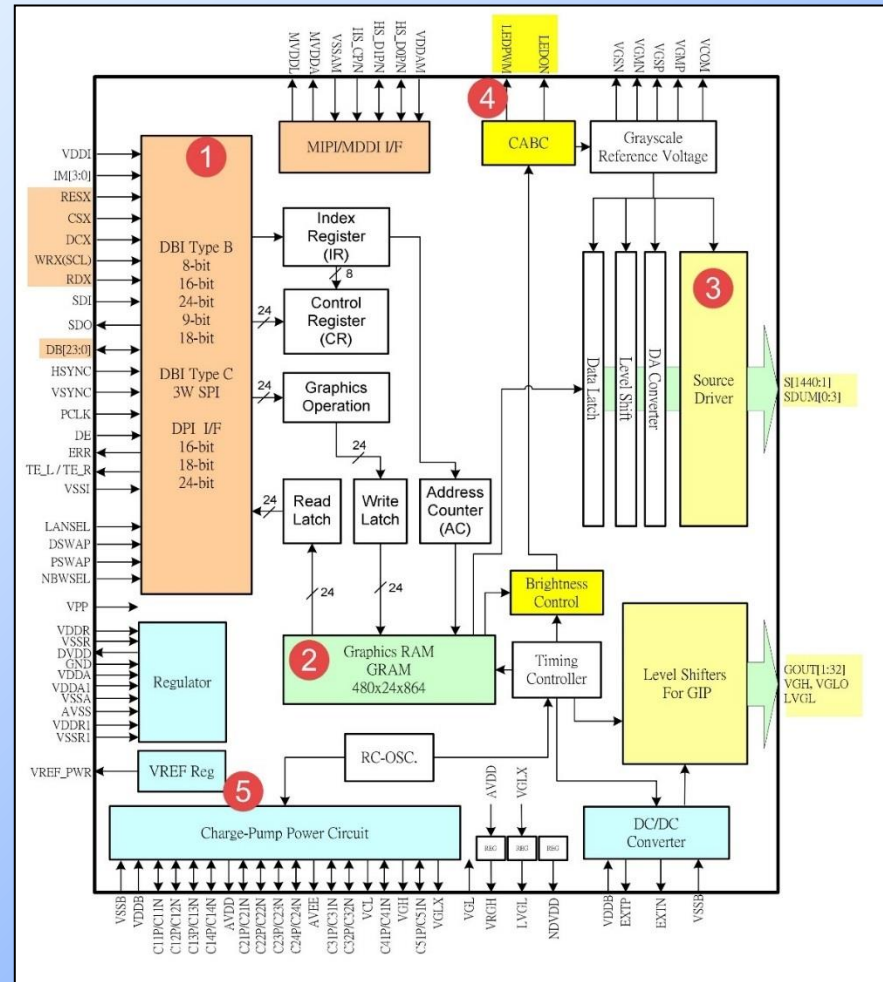 MVDDL
MVDDA
VSSAM
HS_CP/N
HS_D1P/N
HS_D0P/N
VDDAM
LEDPWM
LEDON
VGSN
VGMN
VGSP
VGMP
VCOM
4
1
MIPI/MDDI I/F
CABC
Grayscale
Reference Voltage
VDDI
IM[3:0]
RESX
CSX
DCX
WRX(SCL)
RDX
SDI
SDO
DB[23:0]
HSYNC
VSYNC
PCLK
DE
ERR
TE_L / TE_R
VSSI
LANSEL
DSWAP
PSWAP
NBWSEL
VPP
DBI Type B
8-bit
16-bit
24-bit
9-bit
18-bit
DBI Type C
3W SPI
DPI I/F
16-bit
18-bit
24-bit
Index
Register
(IR)
8
24
Control
Register
(CR)
24
Graphics
Operation
24
24
Read
Latch
Write
Latch
Address
Counter
(AC)
24
24
Data Latch
Level Shift
DA Converter
3
Source
Driver
S[1440:1]
SDUM[0:3]
Brightness
Control
2
Graphics RAM
GRAM
480x24x864
Timing
Controller
Level Shifters
For GIP
GOUT[1:32]
VGH, VGLO
LVGL
VDDR
VSSR
DVDD
GND
VDDA
VDDA1
VSSA
AVSS
VDDR1
VSSR1
Regulator
VREF_PWR
VREF Reg
5
RC-OSC.
AVDD
VGLX
Charge-Pump Power Circuit
REG
REG
REG
DC/DC
Converter
VSSB
VDDB
C11P/C11N
C12P/C12N
C13P/C13N
C14P/C14N
AVDD
C21P/C21N
C22P/C22N
C23P/C23N
C24P/C24N
AVEE
C31P/C31N
C32P/C32N
VCL
C41P/C41N
VGH
C51P/C51N
VGLX
VGL
VRGH
LVGL
NDVDD
VDDB
EXTP
EXTN
VSSB